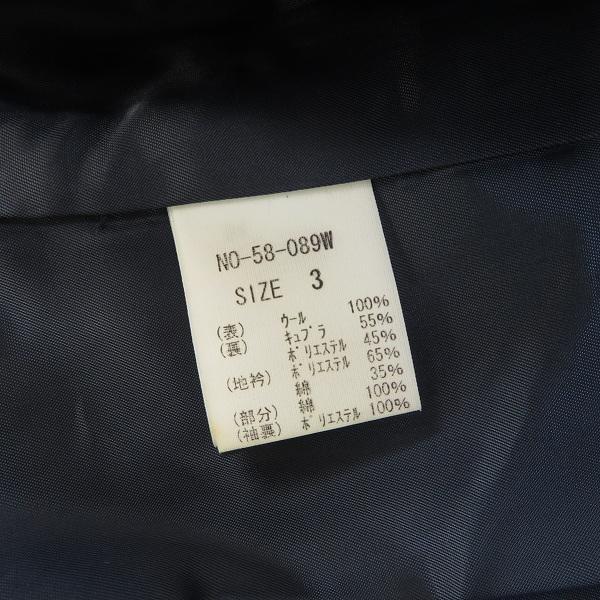 NO-58-089W
SIZE 3
(表) ウール 100%
(裏) キュプラ 55%
ポリエステル 45%
(地衿) ポリエステル 65%
綿 35%
(部分) 綿 100%
(袖裏) ポリエステル 100%